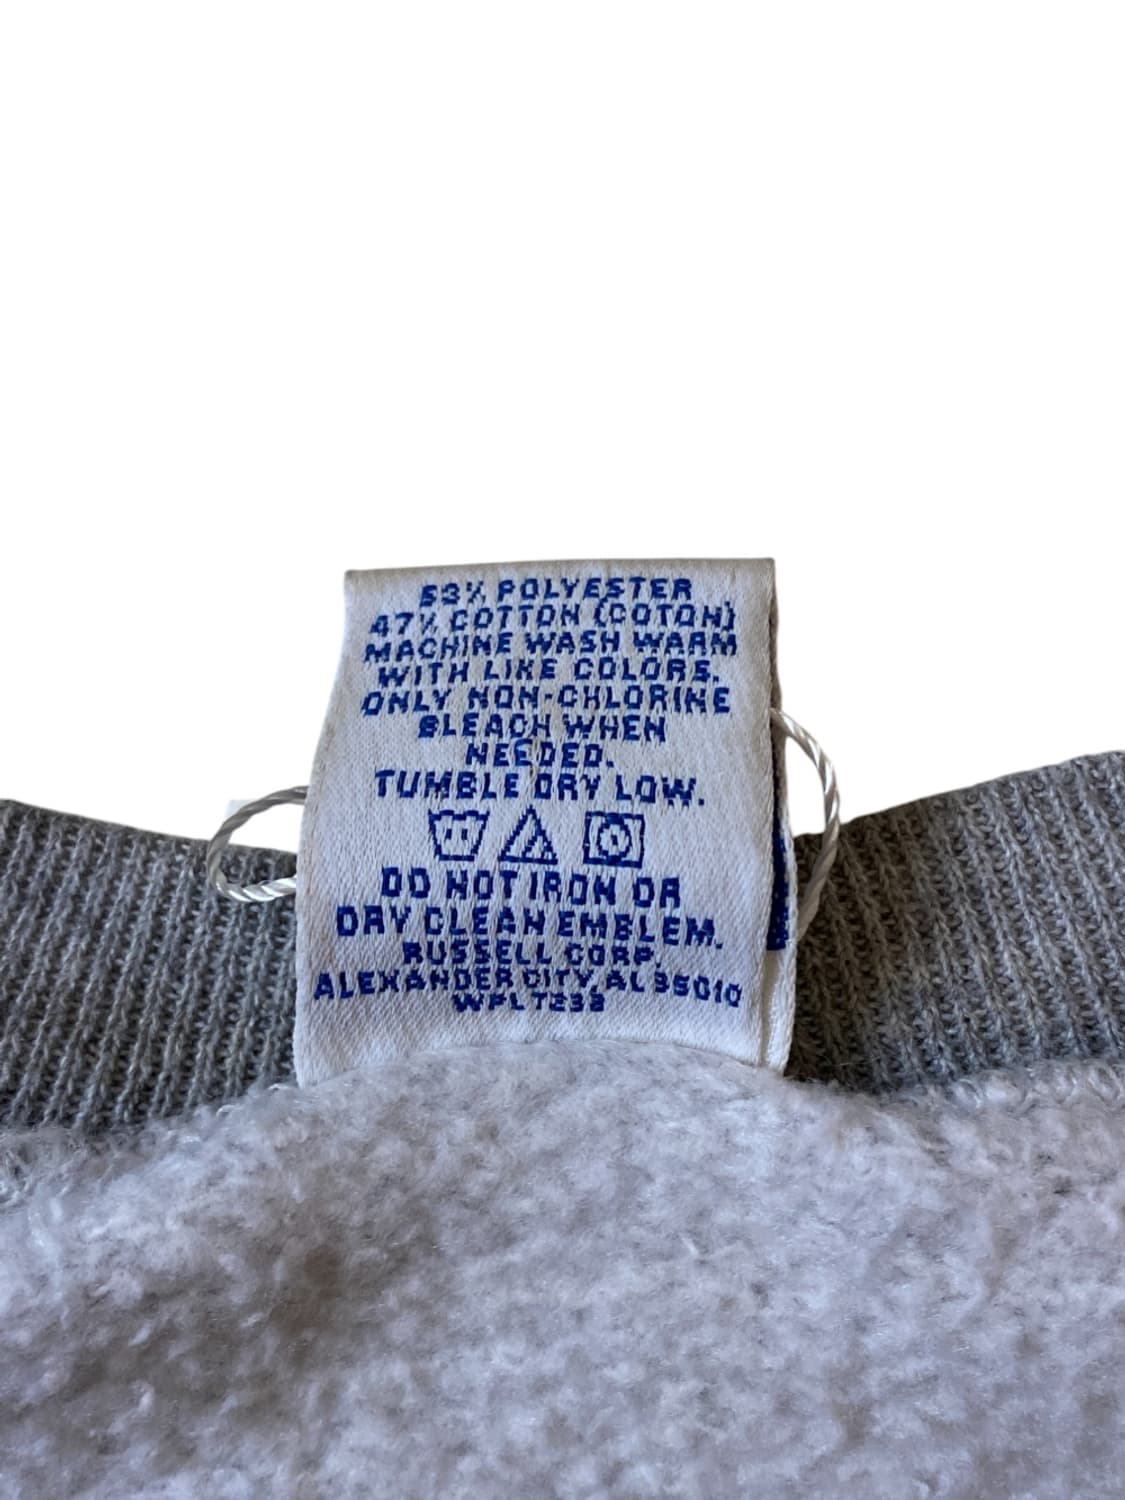 53% POLYESTER
47% COTTON (COTON)
MACHINE WASH WARM
WITH LIKE COLORS.
ONLY NON-CHLORINE
BLEACH WHEN
NEEDED.
TUMBLE DRY LOW.
DO NOT IRON OR
DRY CLEAN EMBLEM.
RUSSELL CORP.
ALEXANDER CITY, AL 35010
WPL 7233